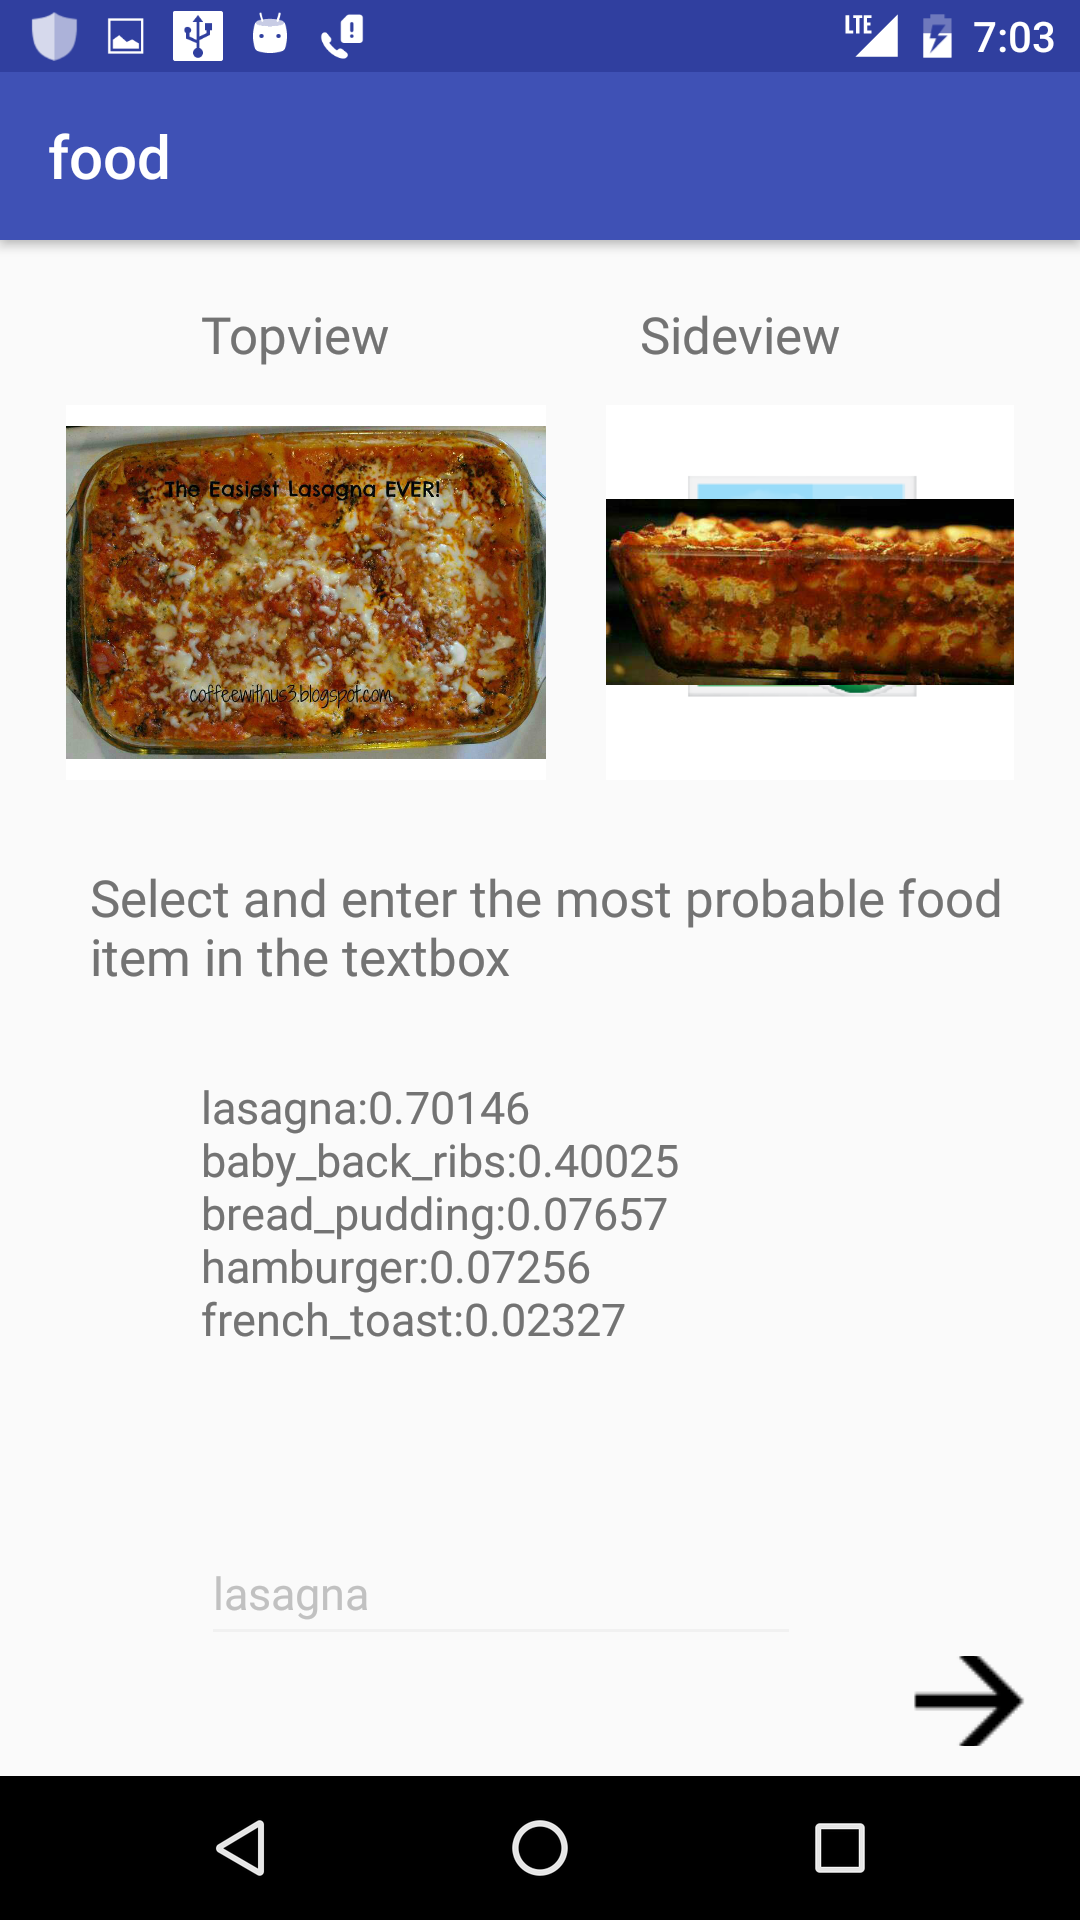 LTE 7:03
food
Topview Sideview
The Easiest Lasagna EVER!
coffeewithus3.blogspot.com
Select and enter the most probable food
item in the textbox
lasagna:0.70146
baby_back_ribs:0.40025
bread_pudding:0.07657
hamburger:0.07256
french_toast:0.02327
lasagna